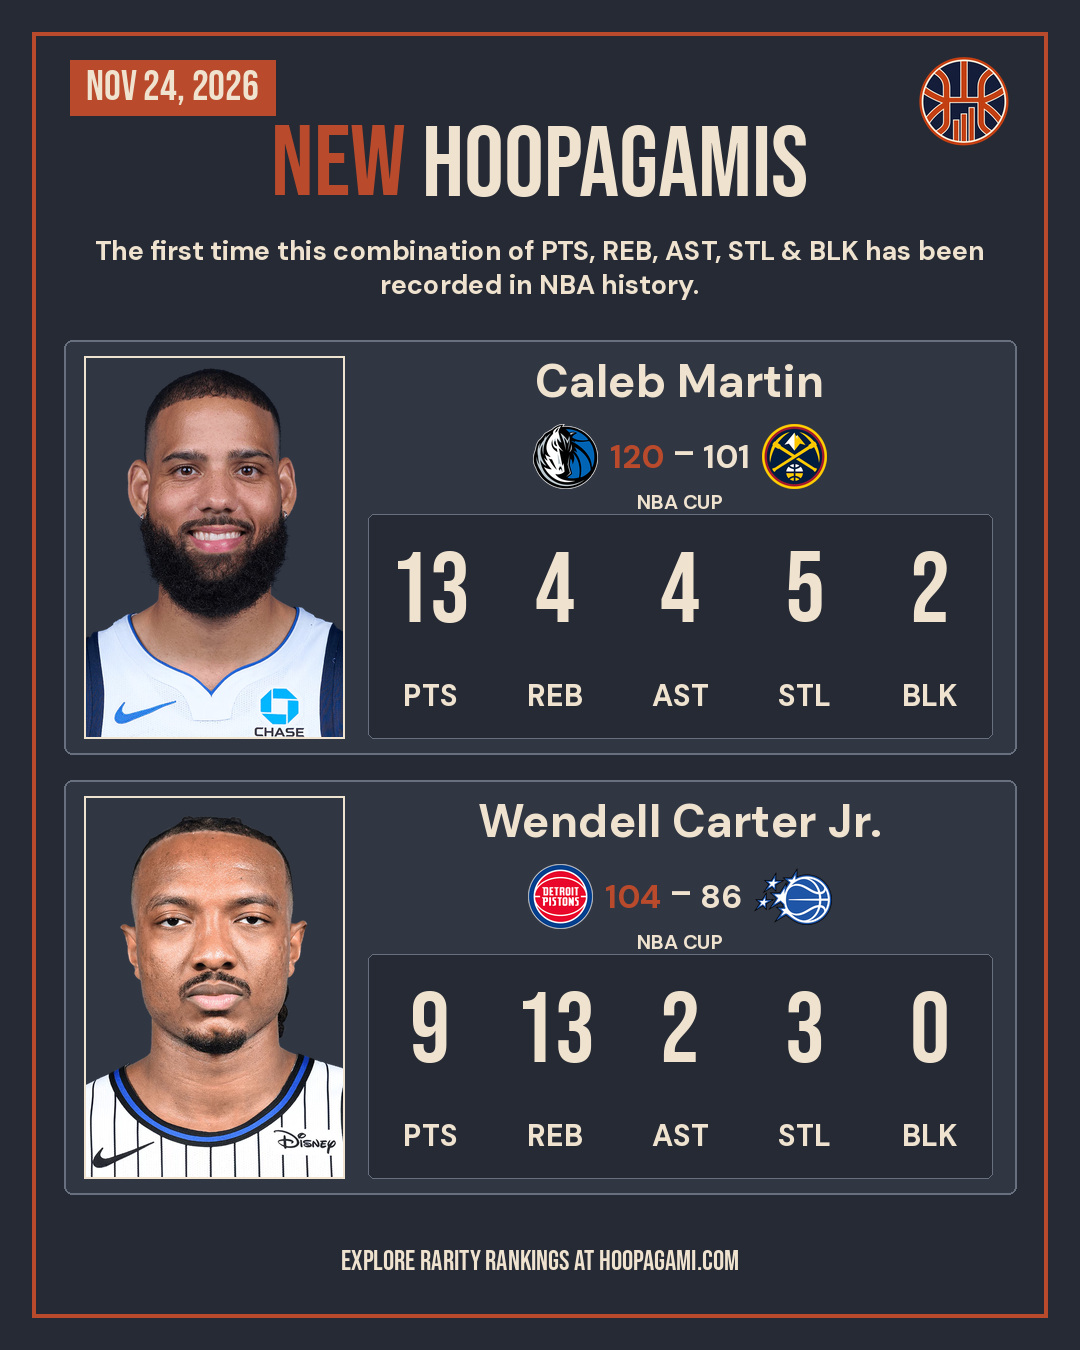 NOV 24, 2026
NEW HOOPAGAMIS
The first time this combination of PTS, REB, AST, STL & BLK has been
recorded in NBA history.
Caleb Martin
120 – 101
NBA CUP
13 4 4 5 2
PTS REB AST STL BLK
CHASE
Wendell Carter Jr.
DETROIT
PISTONS
104 – 86
NBA CUP
9 13 2 3 0
PTS REB AST STL BLK
Disney
EXPLORE RARITY RANKINGS AT HOOPAGAMI.COM